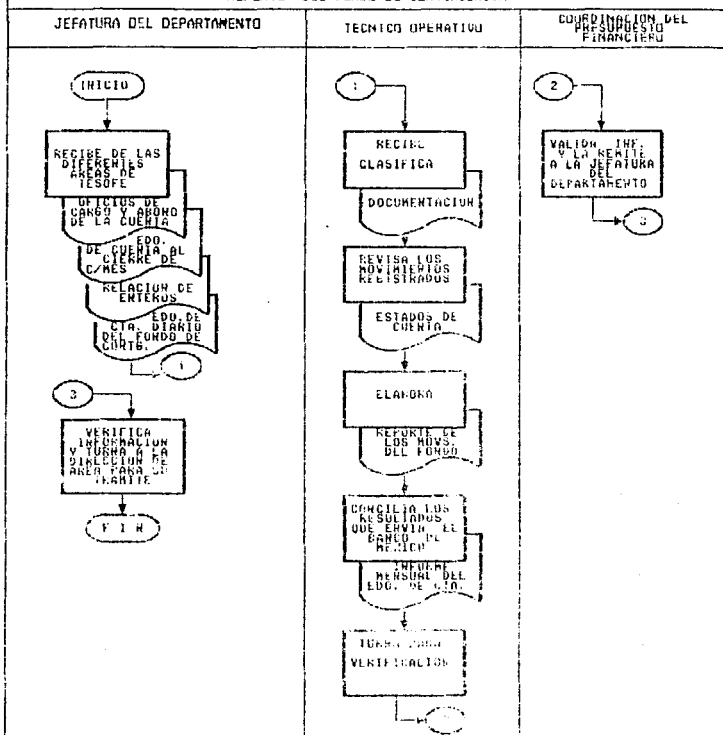 JEFATURA DEL DEPARTAMENTO
INICIO
RECIBE DE LAS
DIFERENTES
AREAS DE
TESOFE
OFICIOS DE
CARGO Y ABONO
DE LA CUENTA
EDO.
DE CUENTA AL
CIERRE DE
C/MES
RELACION DE
ENTEROS
EDO. DE
CTA. DIARIO
DEL FONDO DE
CONTG.
1
3
VERIFICA
INFORMACION
Y TURNA A LA
DIRECCION DE
AREA PARA SU
TRAMITE
F I N
TECNICO OPERATIVO
1
RECIBE
CLASIFICA
DOCUMENTACION
REVISA LOS
MOVIMIENTOS
REGISTRADOS
ESTADOS DE
CUENTA
ELABORA
REPORTE DE
LOS MOVS.
DEL FONDO
CONCILIA LOS
RESULTADOS
QUE ENVIA EL
BANCO DE
MEXICO
INFORME
MENSUAL DEL
EDO. DE CTA.
TURNA PARA
VERIFICACION
COORDINACION DEL
PRESUPUESTO
FINANCIERO
2
VALIDA INF.
Y LA REMITE
A LA JEFATURA
DEL
DEPARTAMENTO
3